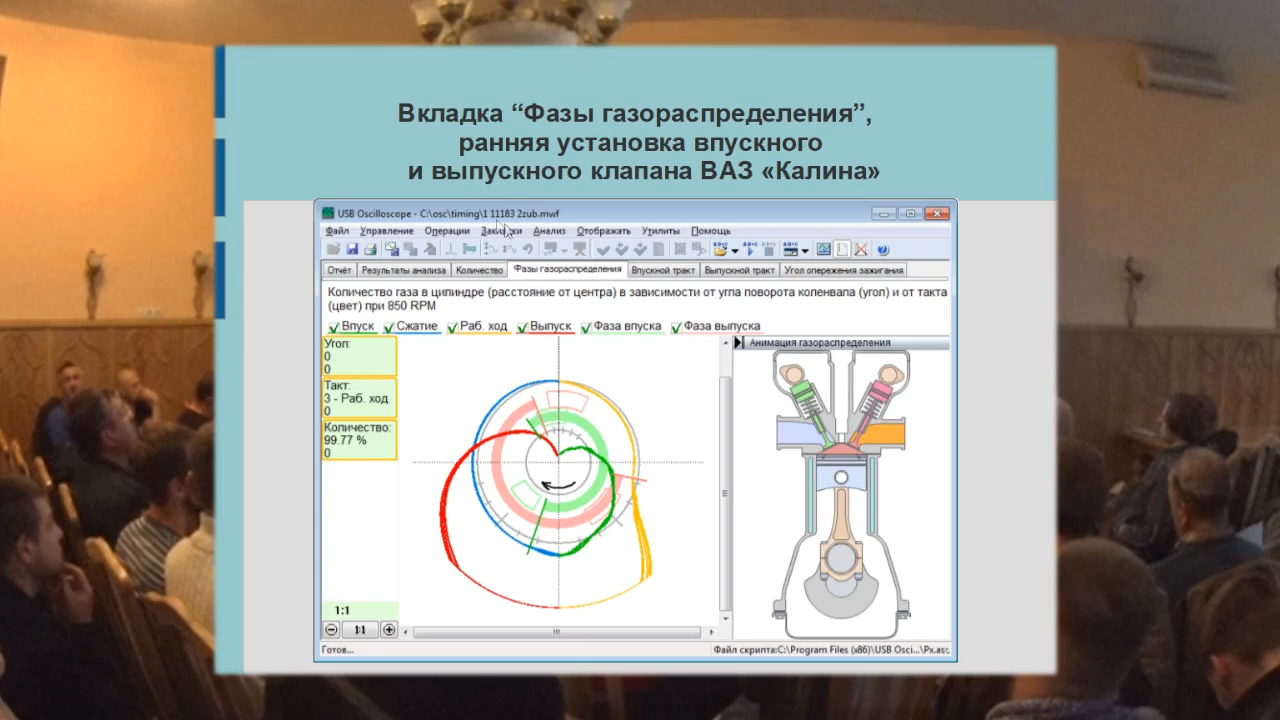 Вкладка “Фазы газораспределения”,
ранняя установка впускного
и выпускного клапана ВАЗ «Калина»
USB Oscilloscope - C:\osc\timing\1 11183 2zub.mwf
Файл Управление Операции Закладки Анализ Отображать Утилиты Помощь
Отчёт Результаты анализа Количество Фазы газораспределения Впускной тракт Выпускной тракт Угол опережения зажигания
Количество газа в цилиндре (расстояние от центра) в зависимости от угла поворота коленвала (угол) и от такта
(цвет) при 850 RPM
Впуск Сжатие Раб. ход Выпуск Фаза впуска Фаза выпуска
Угол:
0
0
Такт:
3 - Раб. ход
0
Количество:
99.77 %
0
Анимация газораспределения
1:1
1:1
Готов...
Файл скрипта:C:\Program Files (x86)\USB Osci...\Px.as